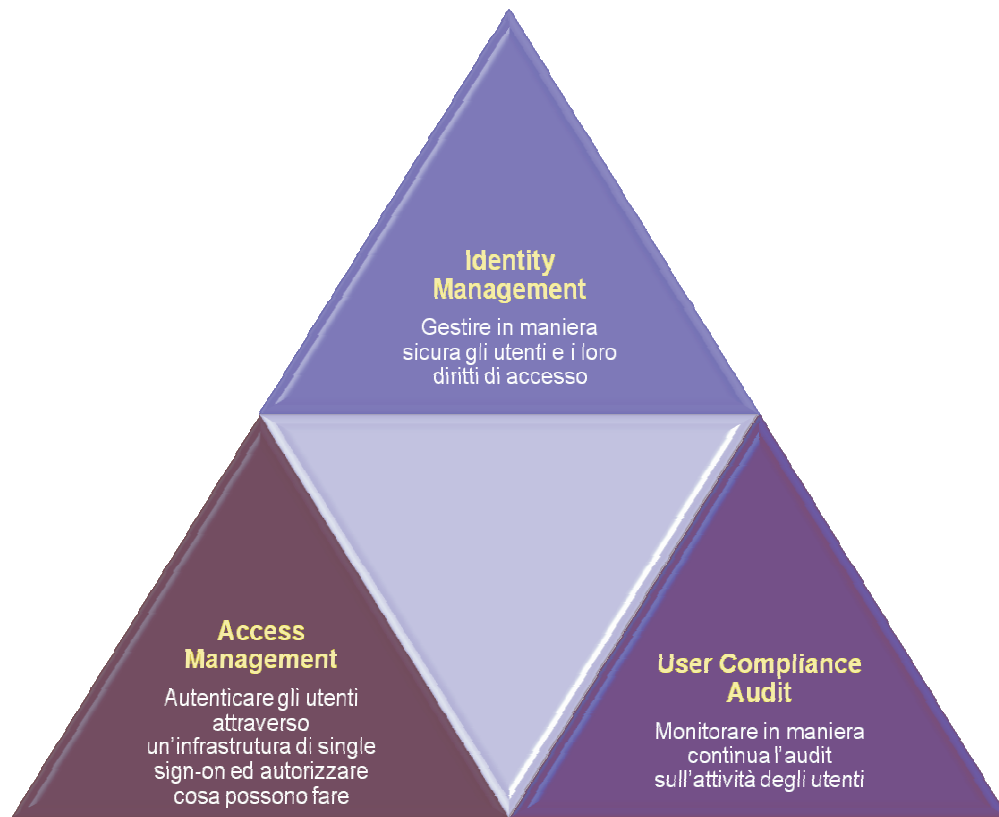 Identity
Management
Gestire in maniera
sicura gli utenti e i loro
diritti di accesso
Access
Management
Autenticare gli utenti
attraverso
un'infrastrutura di single
sign-on ed autorizzare
cosa possono fare
User Compliance
Audit
Monitorare in maniera
continua l'audit
sull'attività degli utenti